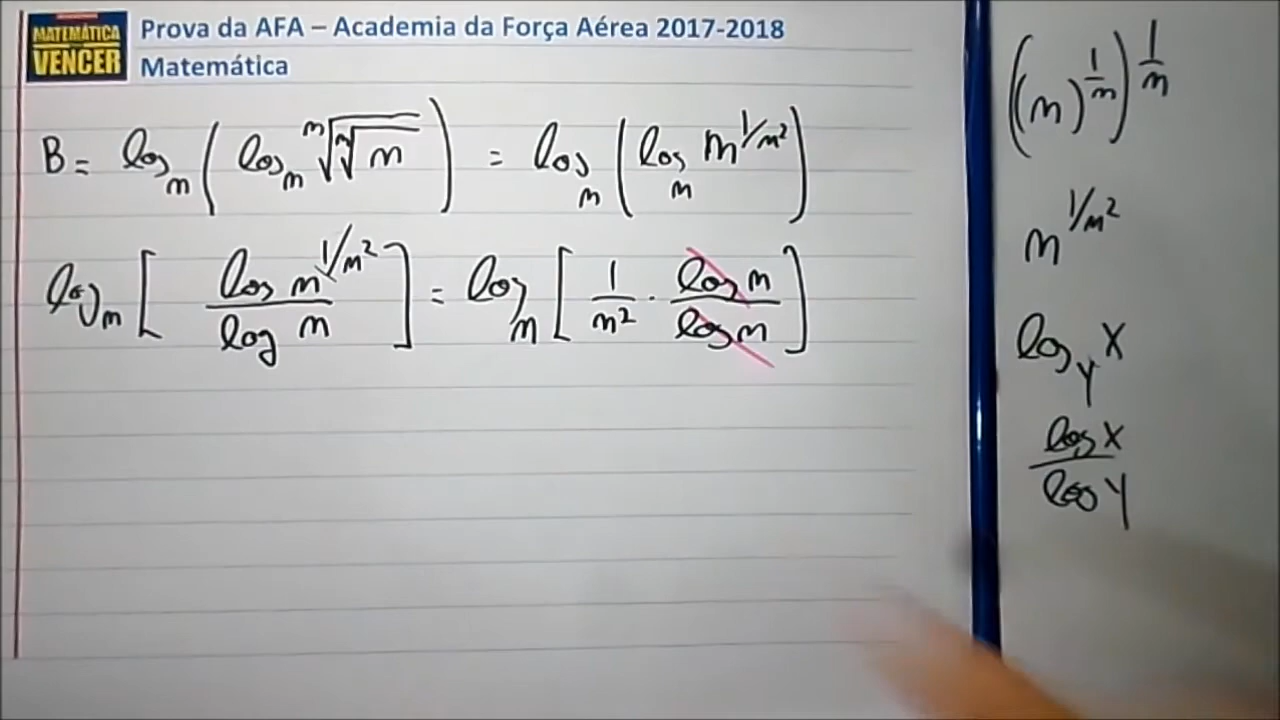 MATEMÁTICA
PARA
VENCER
Prova da AFA – Academia da Força Aérea 2017-2018
Matemática
B = log_m ( log_m ᵐ√ᵐ√m ) = log_m ( log_m m^1/m² )
log_m [ log m^1/m² / log m ] = log_m [ 1/m² · log m / log m ]
((m)^1/m)^1/m
m^1/m²
log_Y X
log X
log Y